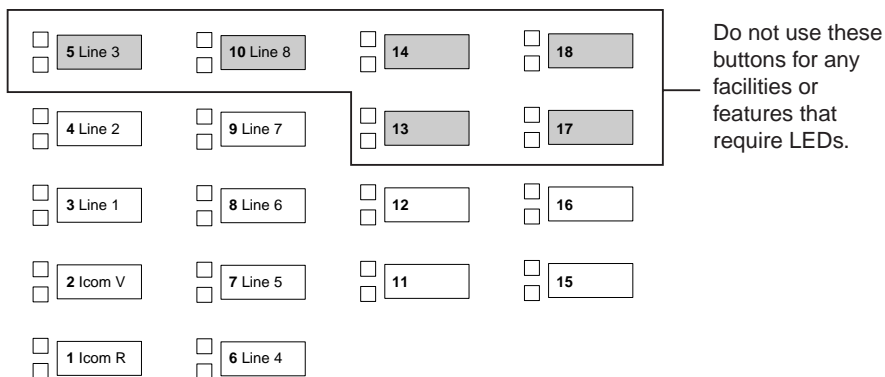 5 Line 3
10 Line 8
14
18
Do not use these
buttons for any
facilities or
features that
require LEDs.
4 Line 2
9 Line 7
13
17
3 Line 1
8 Line 6
12
16
2 Icom V
7 Line 5
11
15
1 Icom R
6 Line 4